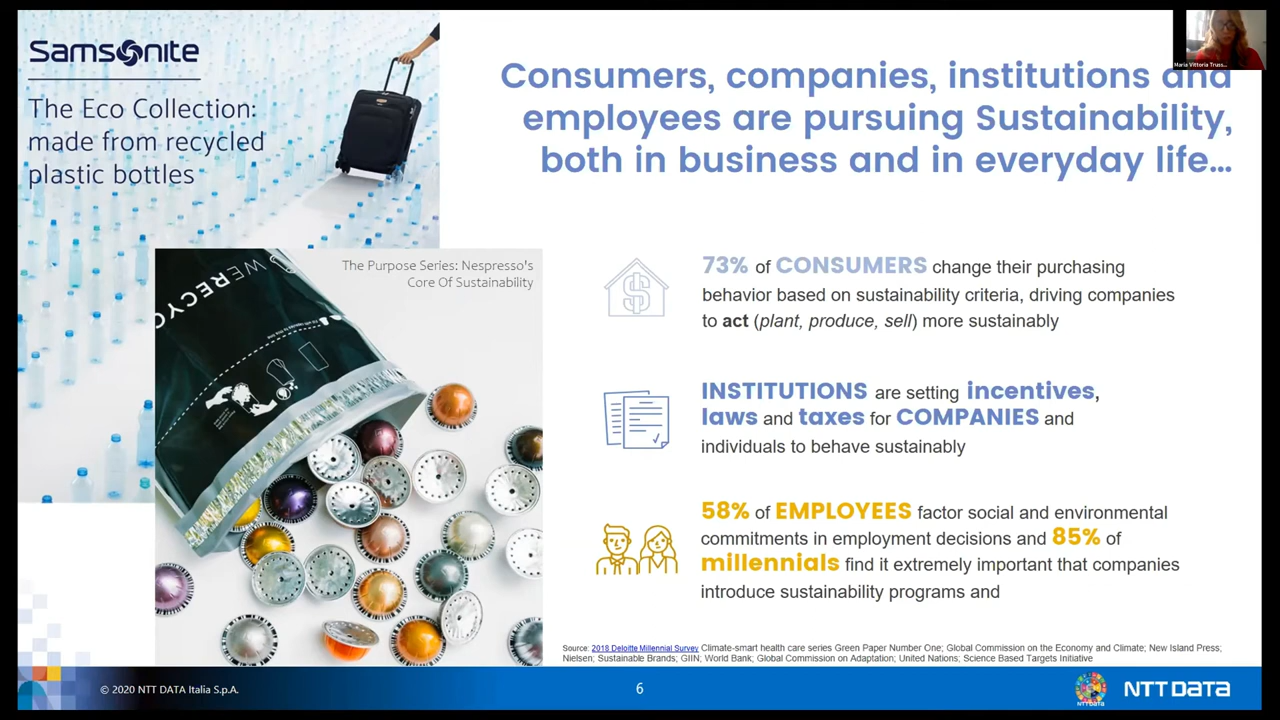 Samsonite
The Eco Collection:
made from recycled
plastic bottles
Maria Vittoria Truss...
Consumers, companies, institutions and
employees are pursuing Sustainability,
both in business and in everyday life...
The Purpose Series: Nespresso's
Core Of Sustainability
WERECYC
73% of CONSUMERS change their purchasing
behavior based on sustainability criteria, driving companies
to act (plant, produce, sell) more sustainably
INSTITUTIONS are setting incentives,
laws and taxes for COMPANIES and
individuals to behave sustainably
58% of EMPLOYEES factor social and environmental
commitments in employment decisions and 85% of
millennials find it extremely important that companies
introduce sustainability programs and
Source: 2018 Deloitte Millennial Survey Climate-smart health care series Green Paper Number One; Global Commission on the Economy and Climate; New Island Press;
Nielsen; Sustainable Brands; GIIN; World Bank; Global Commission on Adaptation; United Nations; Science Based Targets Initiative
© 2020 NTT DATA Italia S.p.A.
6
NTT DATA
NTT DATA